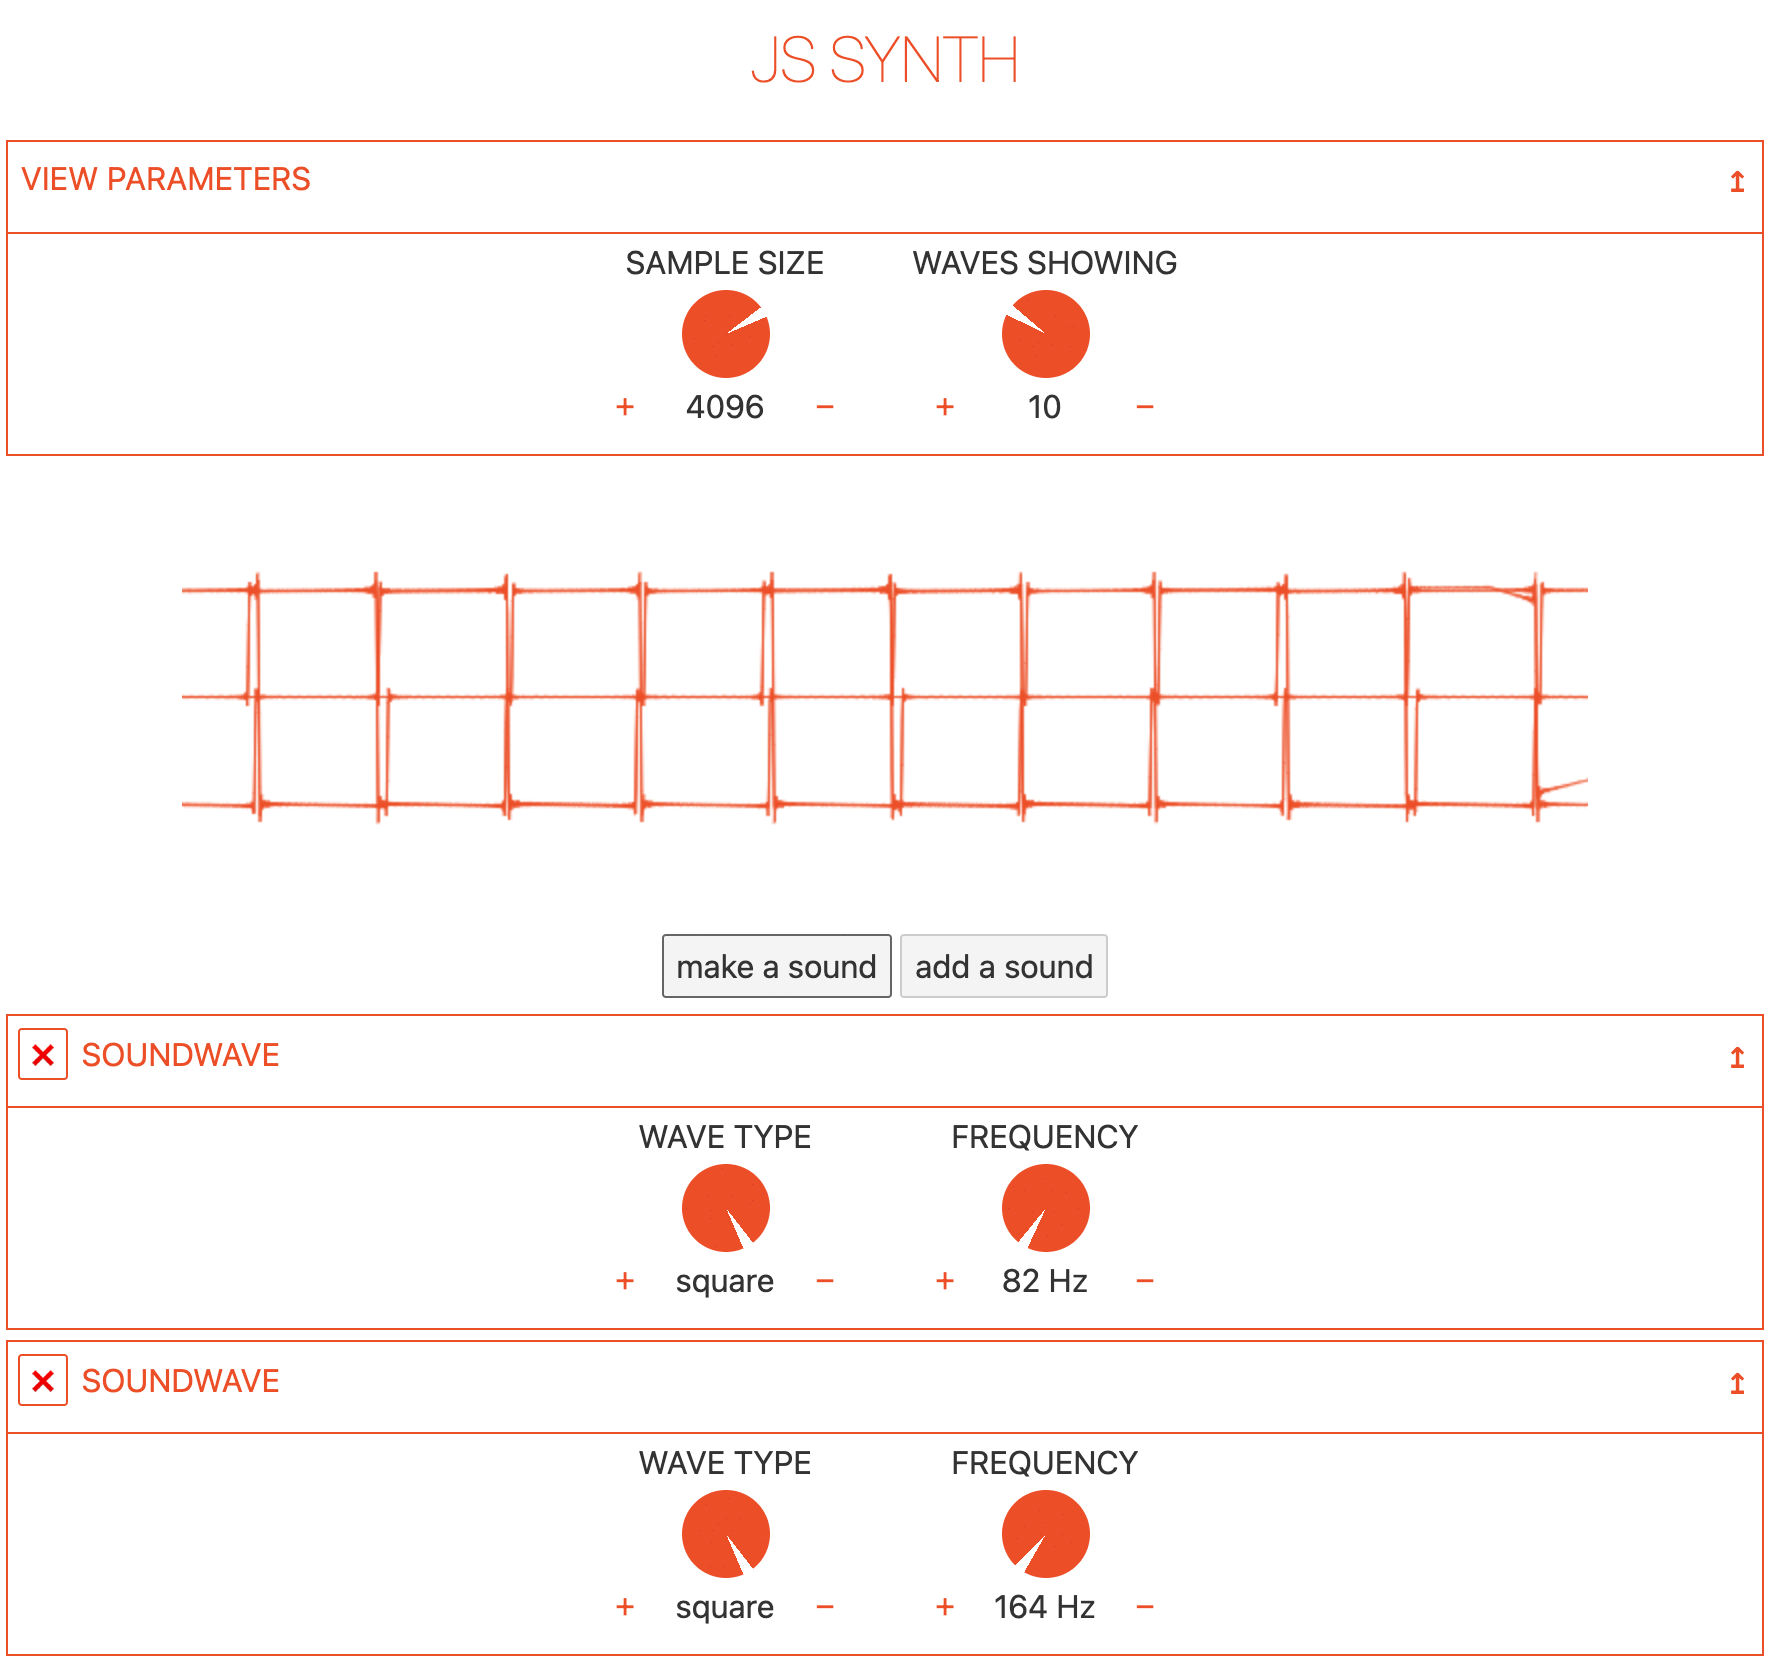 JS SYNTH
VIEW PARAMETERS ↥
SAMPLE SIZE WAVES SHOWING
+ 4096 − + 10 −
make a sound add a sound
× SOUNDWAVE ↥
WAVE TYPE FREQUENCY
+ square − + 82 Hz −
× SOUNDWAVE ↥
WAVE TYPE FREQUENCY
+ square − + 164 Hz −